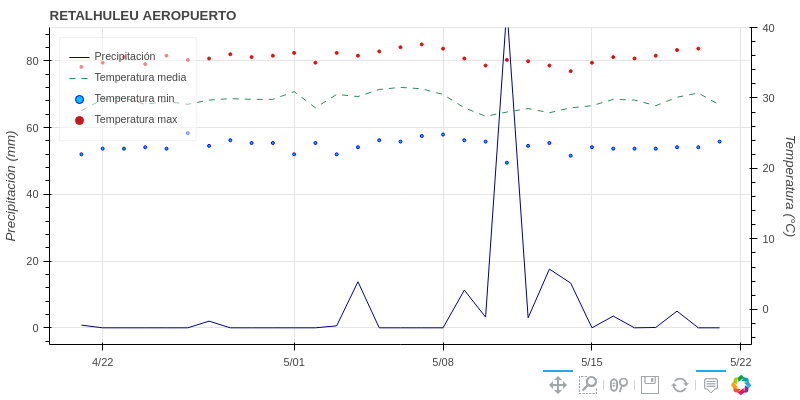 RETALHULEU AEROPUERTO
Precipitación
Temperatura media
Temperatura min
Temperatura max
Precipitación (mm)
80
60
40
20
0
Temperatura (°C)
40
30
20
10
0
4/22
5/01
5/08
5/15
5/22